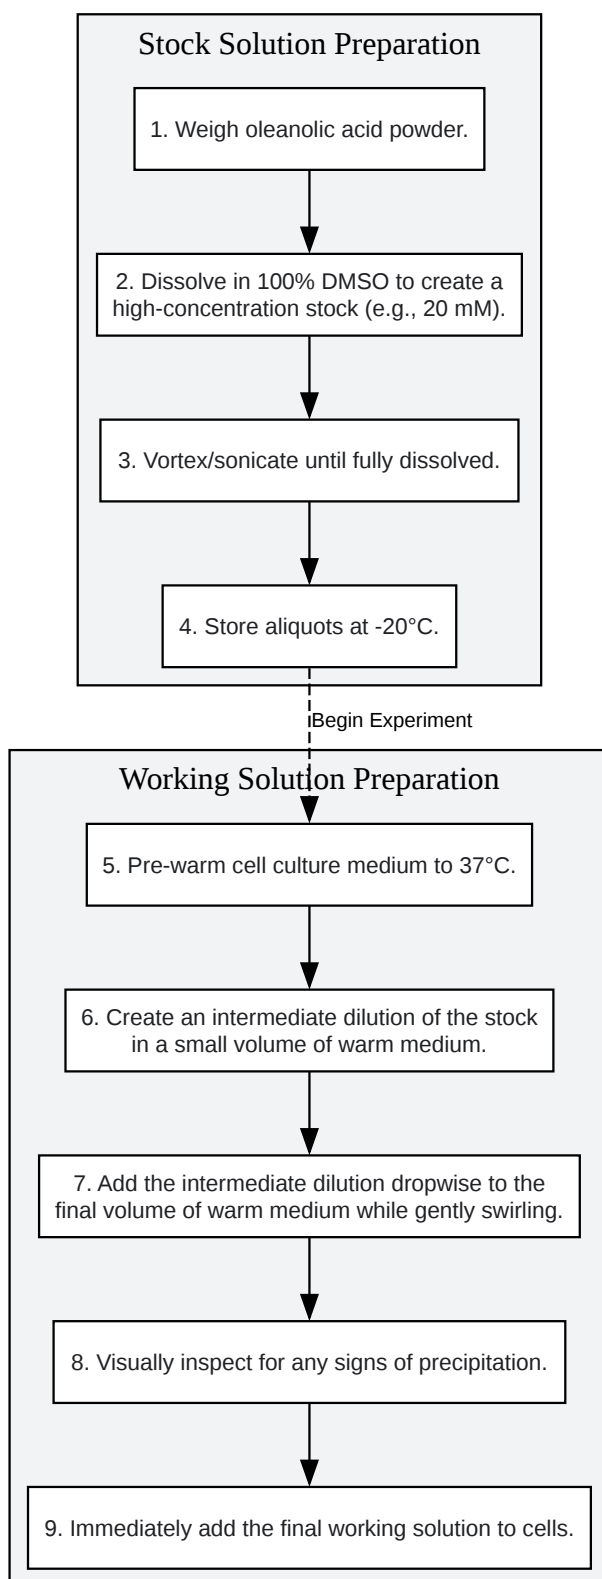 Stock Solution Preparation
1. Weigh oleanolic acid powder.
2. Dissolve in 100% DMSO to create a
high-concentration stock (e.g., 20 mM).
3. Vortex/sonicate until fully dissolved.
4. Store aliquots at -20°C.
Begin Experiment
Working Solution Preparation
5. Pre-warm cell culture medium to 37°C.
6. Create an intermediate dilution of the stock
in a small volume of warm medium.
7. Add the intermediate dilution dropwise to the
final volume of warm medium while gently swirling.
8. Visually inspect for any signs of precipitation.
9. Immediately add the final working solution to cells.